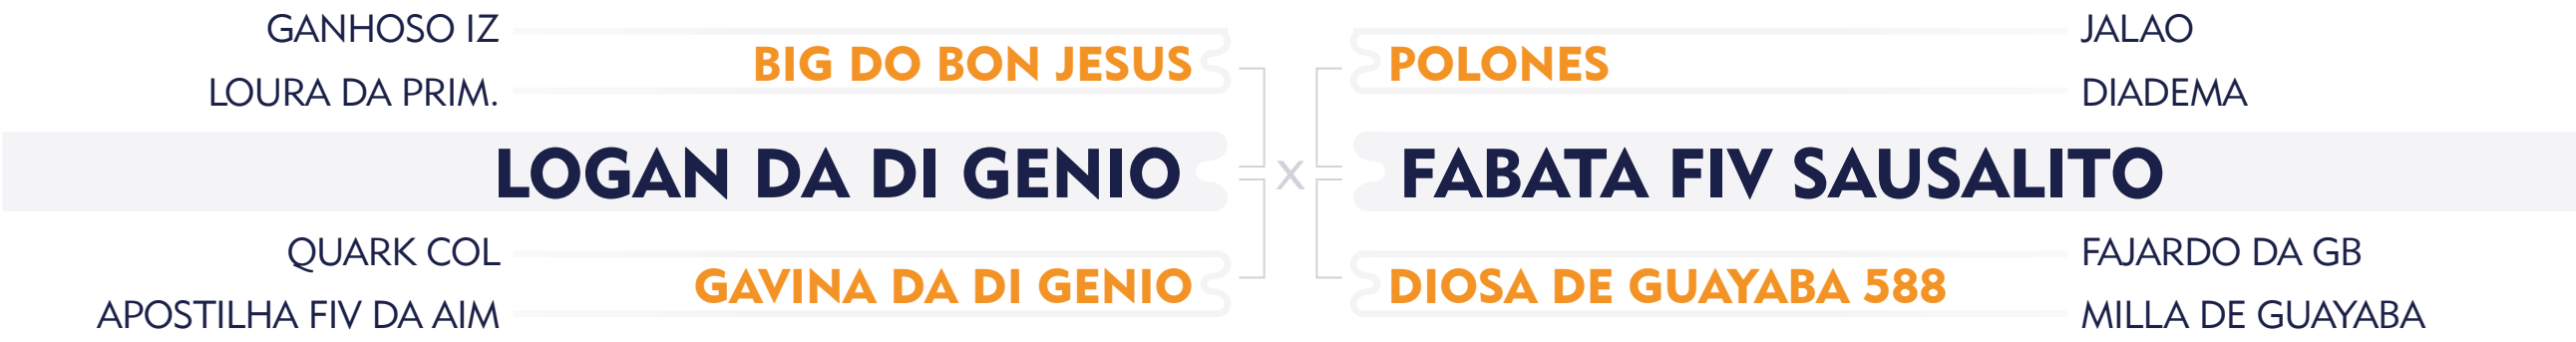 GANHOSO IZ
BIG DO BON JESUS
LOURA DA PRIM.
POLONES
JALAO
DIADEMA
LOGAN DA DI GENIO x FABATA FIV SAUSALITO
QUARK COL
GAVINA DA DI GENIO
APOSTILHA FIV DA AIM
DIOSA DE GUAYABA 588
FAJARDO DA GB
MILLA DE GUAYABA